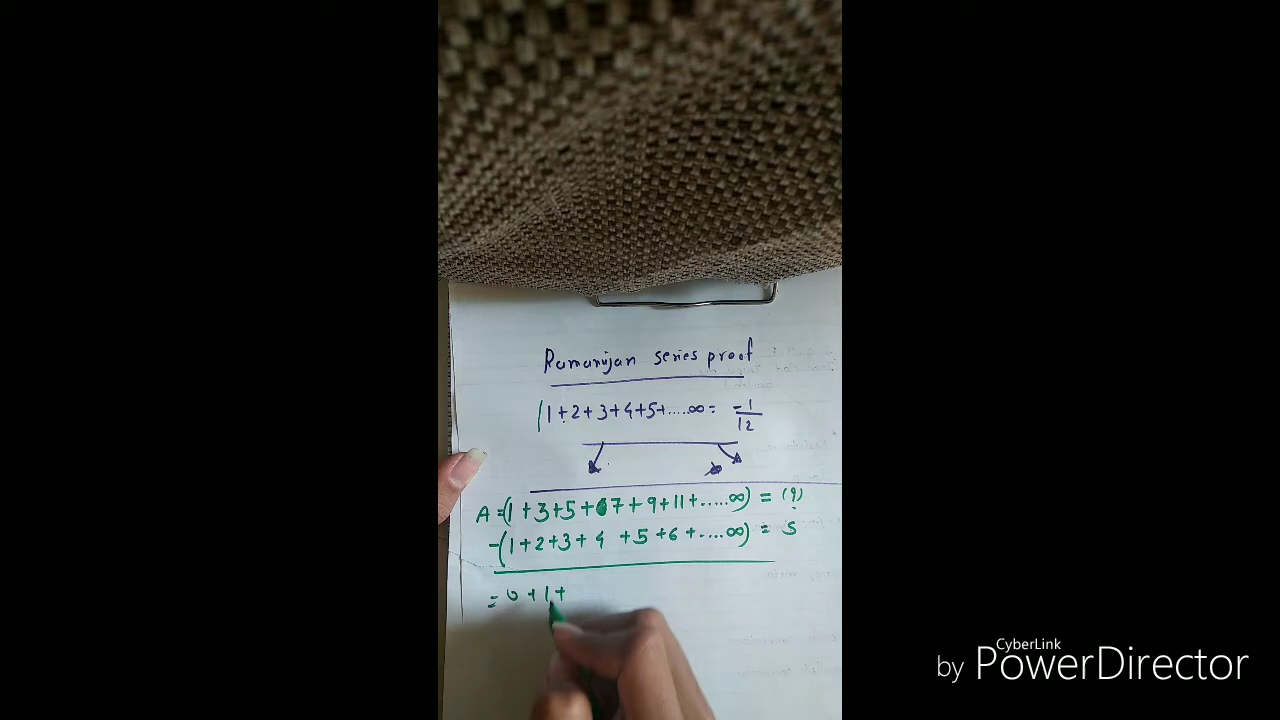 Ramanujan series proof
1+2+3+4+5+.....∞ = -1/12
A = (1+3+5+7+9+11+.....∞) = (?)
-(1+2+3+4+5+6+....∞) = S
= 0+1+
CyberLink
by PowerDirector